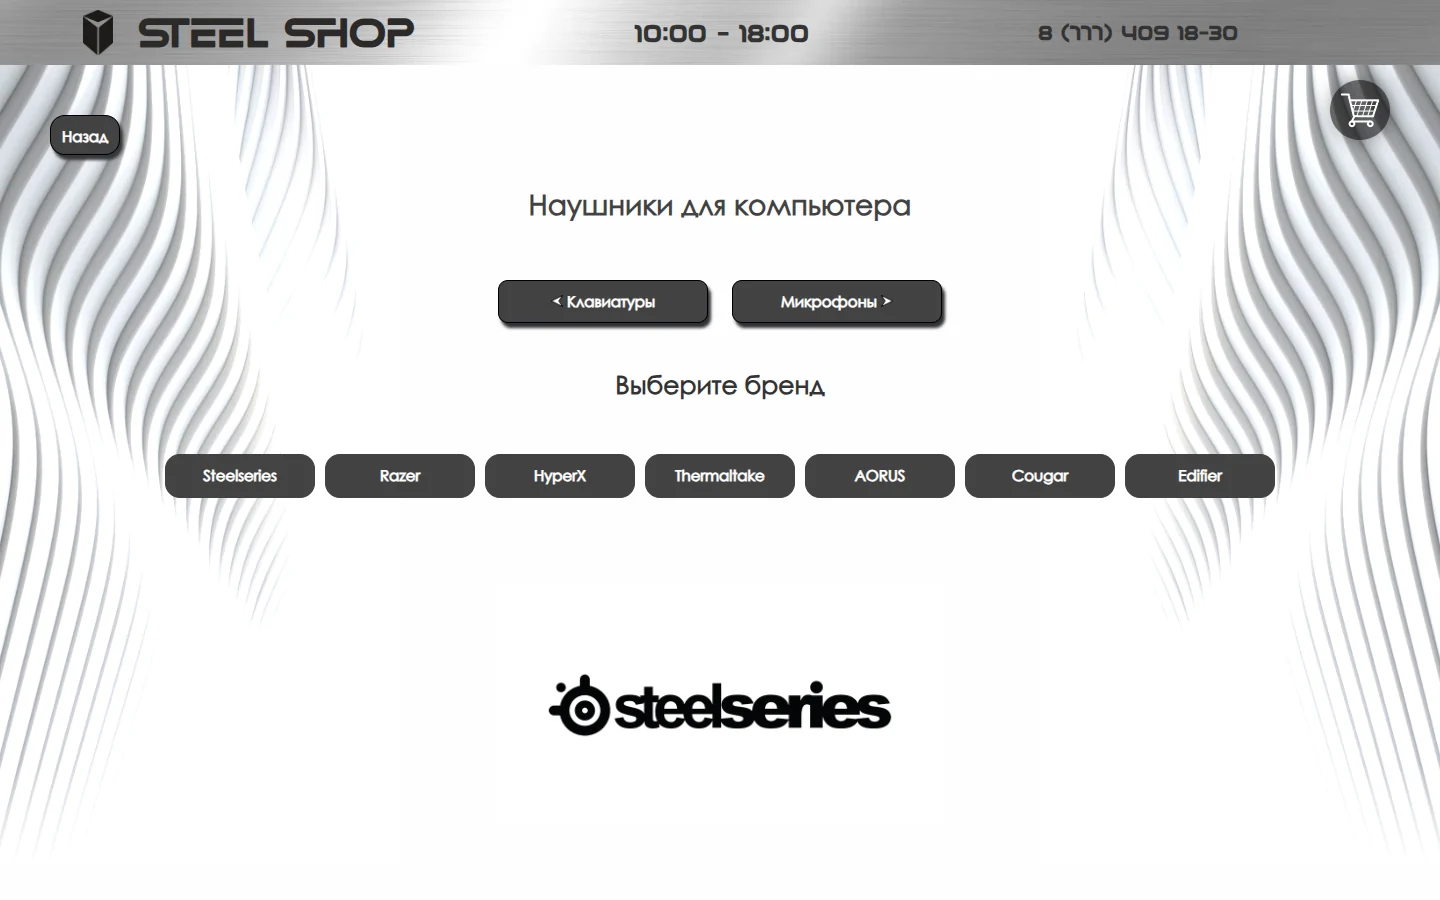 STEEL SHOP
10:00 - 18:00
8 (777) 409 18-30
Назад
Наушники для компьютера
< Клавиатуры
Микрофоны >
Выберите бренд
Steelseries
Razer
HyperX
Thermaltake
AORUS
Cougar
Edifier
steelseries